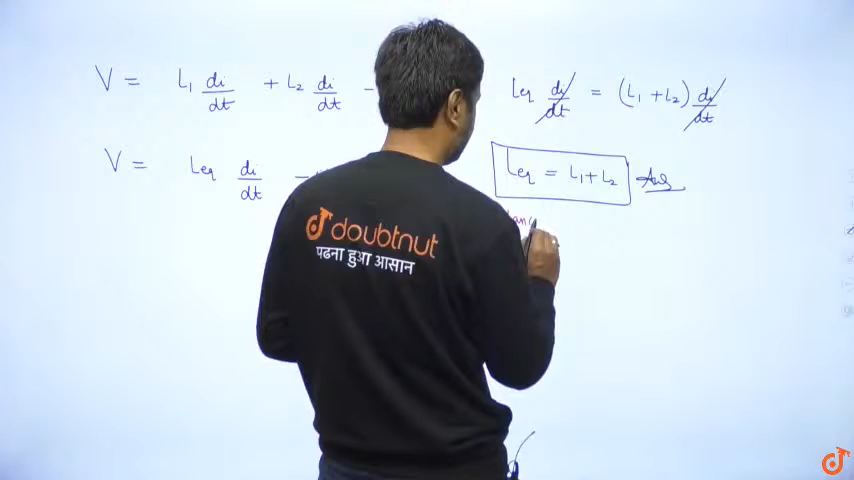 V = L₁ di/dt + L₂ di/dt –
V = Leq di/dt –
Leq di/dt = (L₁ + L₂) di/dt
Leq = L₁ + L₂ Ans
doubtnut
पढना हुआ आसान